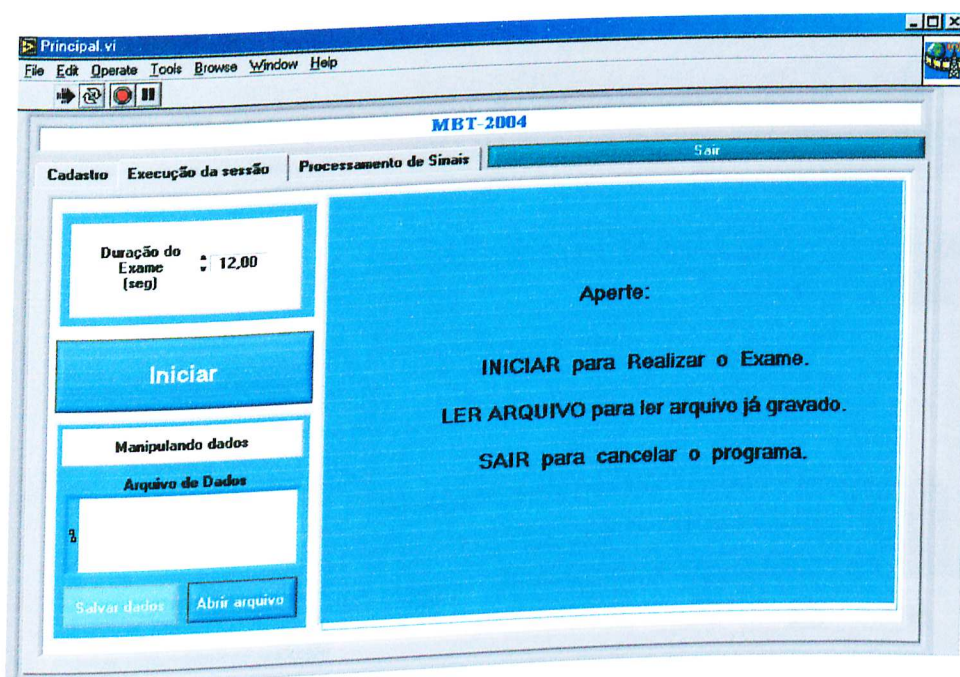 Principal.vi
File Edit Operate Tools Browse Window Help
MBT-2004
Cadastro Execução da sessão Processamento de Sinais Sair
Duração do
Exame
(seg)
12,00
Iniciar
Manipulando dados
Arquivo de Dados
Salvar dados Abrir arquivo
Aperte:
INICIAR para Realizar o Exame.
LER ARQUIVO para ler arquivo já gravado.
SAIR para cancelar o programa.